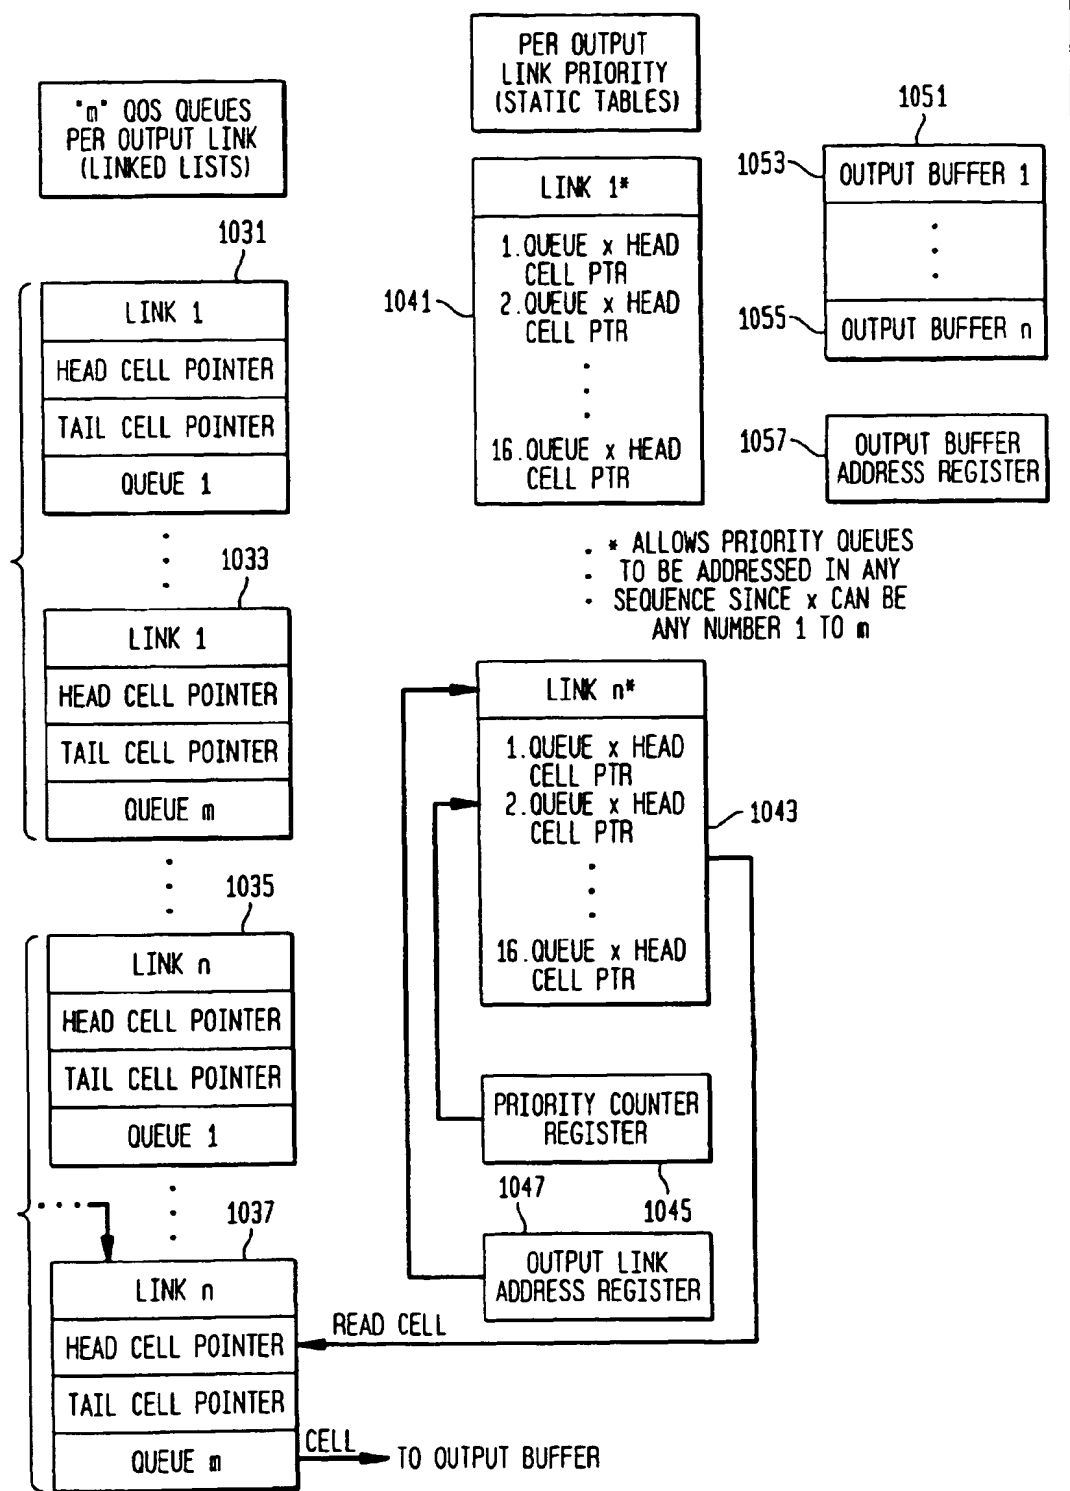 "m" QOS QUEUES
PER OUTPUT LINK
(LINKED LISTS)
1031
LINK 1
HEAD CELL POINTER
TAIL CELL POINTER
QUEUE 1
1033
LINK 1
HEAD CELL POINTER
TAIL CELL POINTER
QUEUE m
1035
LINK n
HEAD CELL POINTER
TAIL CELL POINTER
QUEUE 1
1037
LINK n
HEAD CELL POINTER
TAIL CELL POINTER
QUEUE m
READ CELL
CELL
TO OUTPUT BUFFER
PER OUTPUT
LINK PRIORITY
(STATIC TABLES)
LINK 1*
1041
1.QUEUE x HEAD
CELL PTR
2.QUEUE x HEAD
CELL PTR
16.QUEUE x HEAD
CELL PTR
* ALLOWS PRIORITY QUEUES
TO BE ADDRESSED IN ANY
SEQUENCE SINCE x CAN BE
ANY NUMBER 1 TO m
LINK n*
1.QUEUE x HEAD
CELL PTR
2.QUEUE x HEAD
CELL PTR
1043
16.QUEUE x HEAD
CELL PTR
PRIORITY COUNTER
REGISTER
1045
1047
OUTPUT LINK
ADDRESS REGISTER
1051
1053
OUTPUT BUFFER 1
1055
OUTPUT BUFFER n
1057
OUTPUT BUFFER
ADDRESS REGISTER